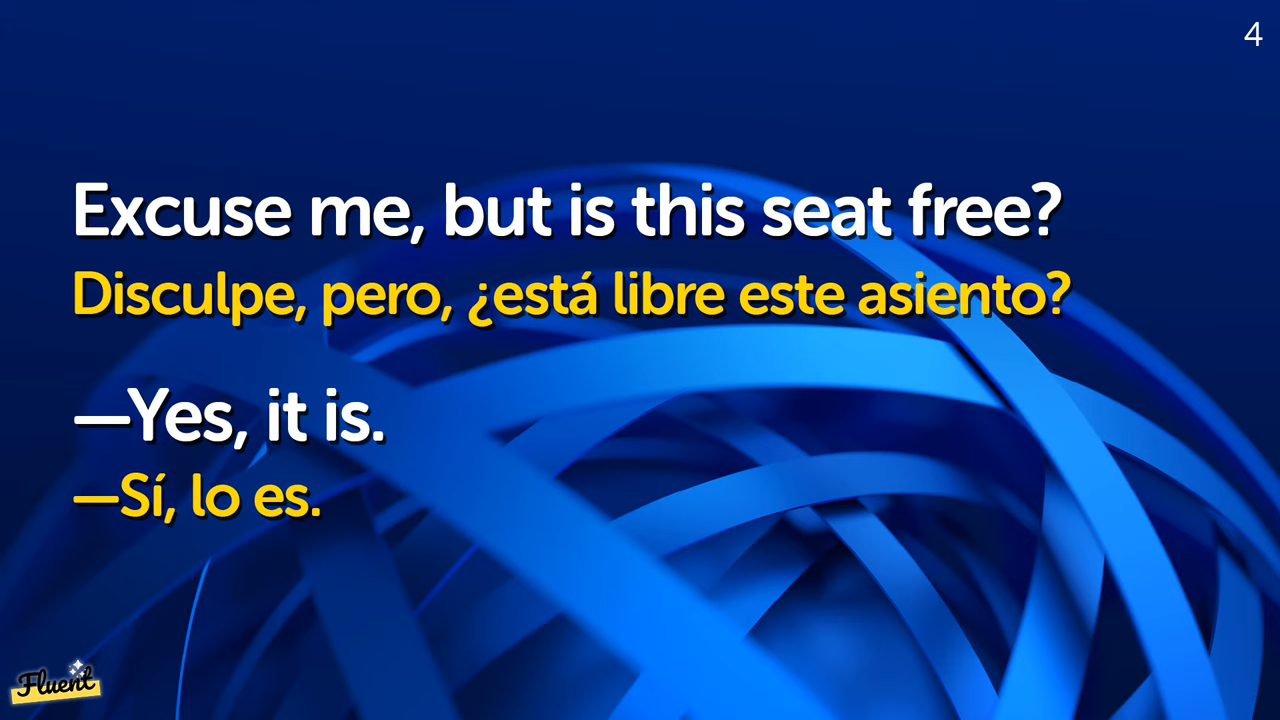 4
Excuse me, but is this seat free?
Disculpe, pero, ¿está libre este asiento?
—Yes, it is.
—Sí, lo es.
Fluent